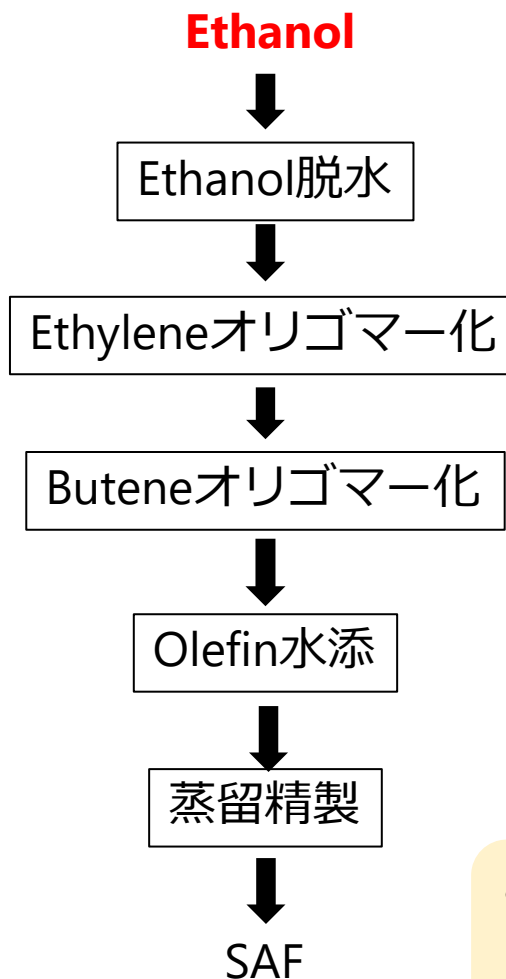 Ethanol
Ethanol脱水
Ethyleneオリゴマー化
Buteneオリゴマー化
Olefin水添
蒸留精製
SAF